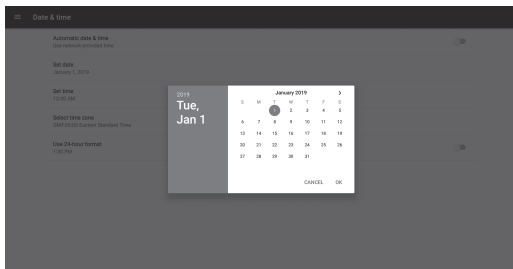 Date & time
Automatic date & time
Use network-provided time
Set date
January 1, 2019
Set time
12:00 AM
Select time zone
GMT-05:00 Eastern Standard Time
Use 24-hour format
1:00 PM
2019
Tue,
Jan 1
January 2019
S M T W T F S
1 2 3 4 5
6 7 8 9 10 11 12
13 14 15 16 17 18 19
20 21 22 23 24 25 26
27 28 29 30 31
CANCEL OK